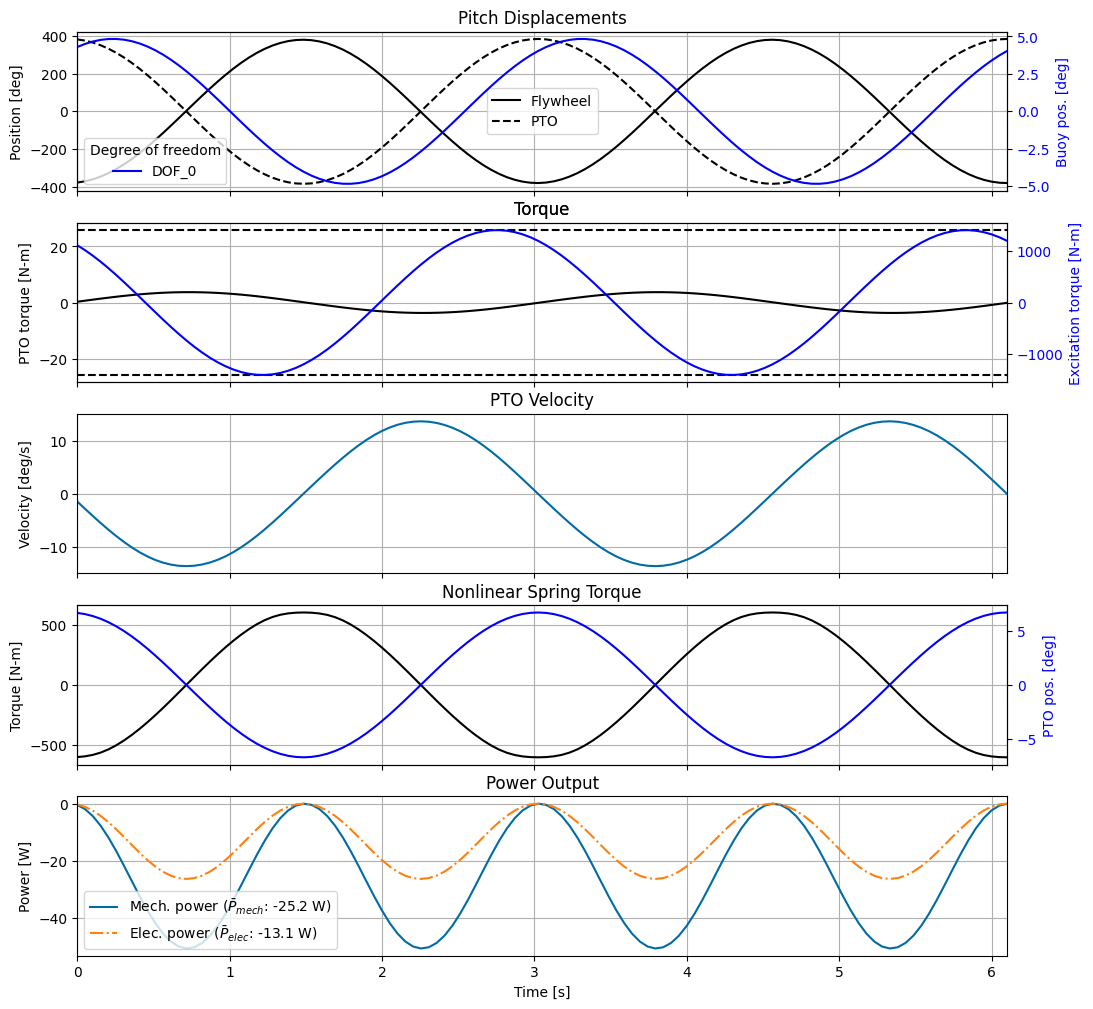 Pitch Displacements
Position [deg]
400
200
0
−200
−400
5.0
2.5
0.0
−2.5
−5.0
Buoy pos. [deg]
Flywheel
PTO
Degree of freedom
DOF_0
Torque
PTO torque [N-m]
20
0
−20
1000
0
−1000
Excitation torque [N-m]
PTO Velocity
Velocity [deg/s]
10
0
−10
Nonlinear Spring Torque
Torque [N-m]
500
0
−500
5
0
−5
PTO pos. [deg]
Power Output
Power [W]
0
−20
−40
Mech. power (P̄mech: -25.2 W)
Elec. power (P̄elec: -13.1 W)
0 1 2 3 4 5 6
Time [s]